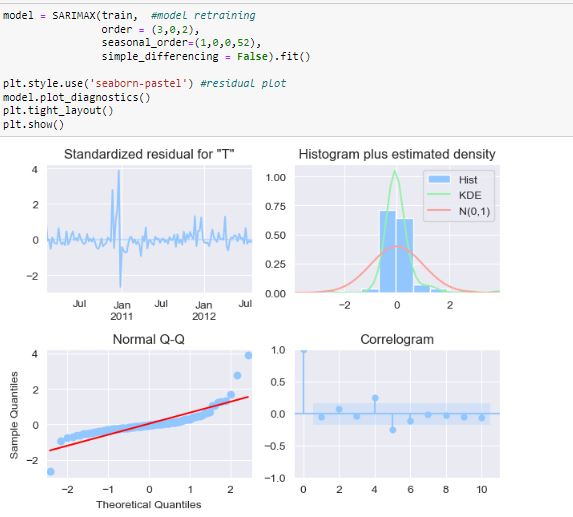 model = SARIMAX(train,  #model retraining
                order = (3,0,2),
                seasonal_order=(1,0,0,52),
                simple_differencing = False).fit()
plt.style.use('seaborn-pastel') #residual plot
model.plot_diagnostics()
plt.tight_layout()
plt.show()
Standardized residual for "T"
4
2
0
−2
Jul Jan Jul Jan Jul
2011 2012
Histogram plus estimated density
1.00
0.75
0.50
0.25
0.00
Hist
KDE
N(0,1)
−2 0 2
Normal Q-Q
Sample Quantiles
4
2
0
−2
−2 −1 0 1 2
Theoretical Quantiles
Correlogram
1.0
0.5
0.0
−0.5
−1.0
0 2 4 6 8 10